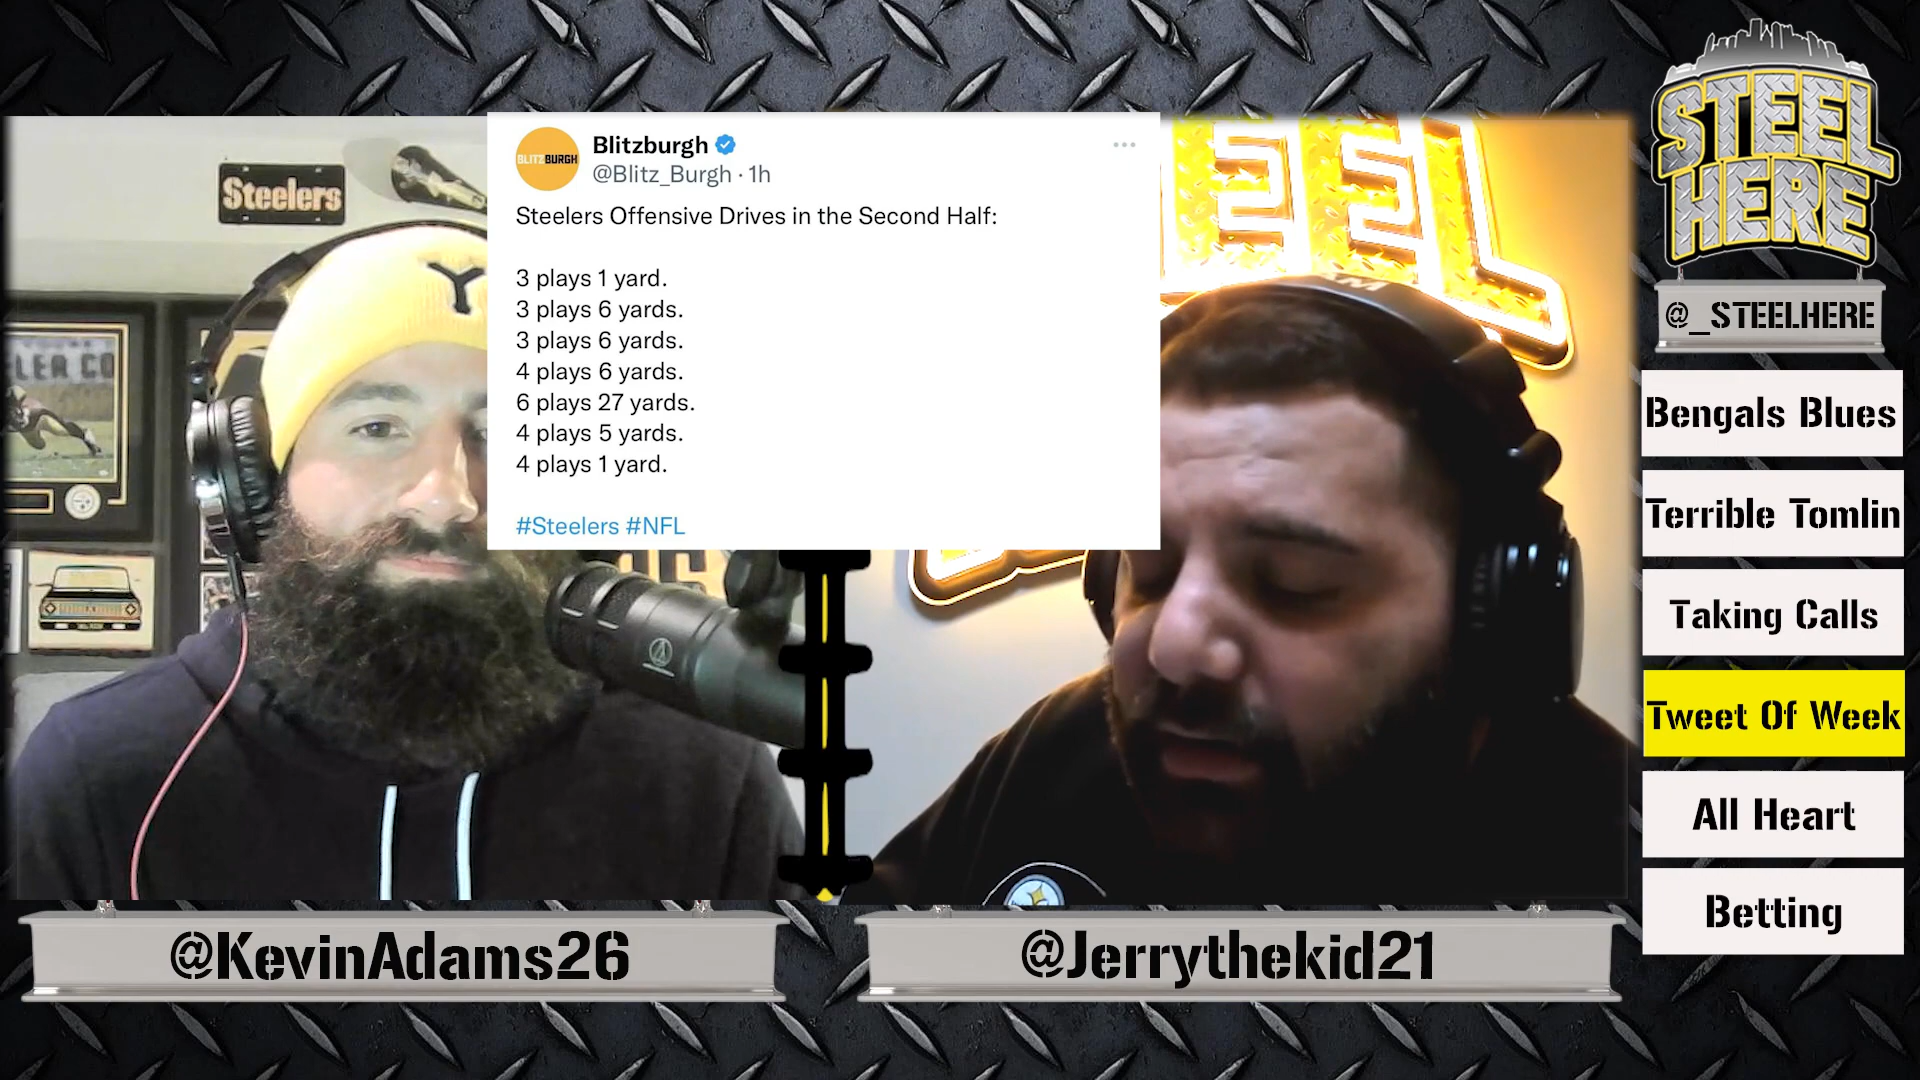 Blitzburgh
@Blitz_Burgh · 1h
BLITZBURGH
Steelers Offensive Drives in the Second Half:
3 plays 1 yard.
3 plays 6 yards.
3 plays 6 yards.
4 plays 6 yards.
6 plays 27 yards.
4 plays 5 yards.
4 plays 1 yard.
#Steelers #NFL
Steelers
STEEL
HERE
@_STEELHERE
Bengals Blues
Terrible Tomlin
Taking Calls
Tweet Of Week
All Heart
Betting
@KevinAdams26
@Jerrythekid21